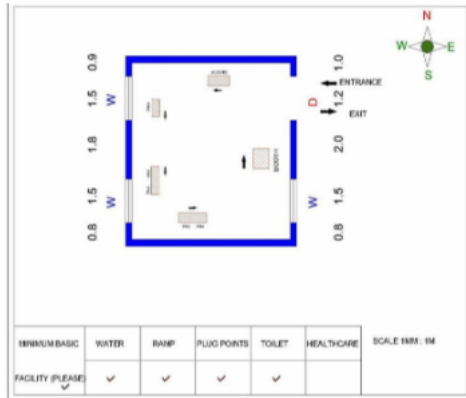 N
W E
S
0.9
1.5
W
1.8
1.5
W
0.8
1.0
ENTRANCE
D
1.2
EXIT
2.0
1.5
W
0.8
BOOTH
MINIMUM BASIC WATER RAMP PLUG POINTS TOILET HEALTHCARE
FACILITY (PLEASE)
SCALE 1MM : 1M